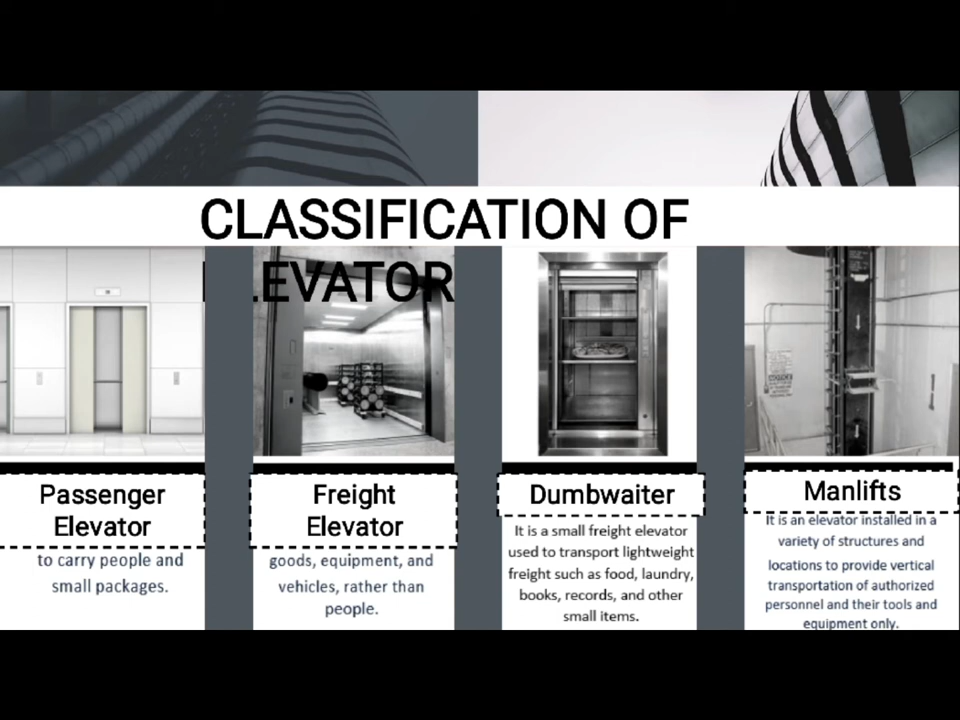 CLASSIFICATION OF
ELEVATOR
Passenger
Elevator
to carry people and
small packages.
Freight
Elevator
goods, equipment, and
vehicles, rather than
people.
Dumbwaiter
It is a small freight elevator
used to transport lightweight
freight such as food, laundry,
books, records, and other
small items.
Manlifts
It is an elevator installed in a
variety of structures and
locations to provide vertical
transportation of authorized
personnel and their tools and
equipment only.
NOTICE